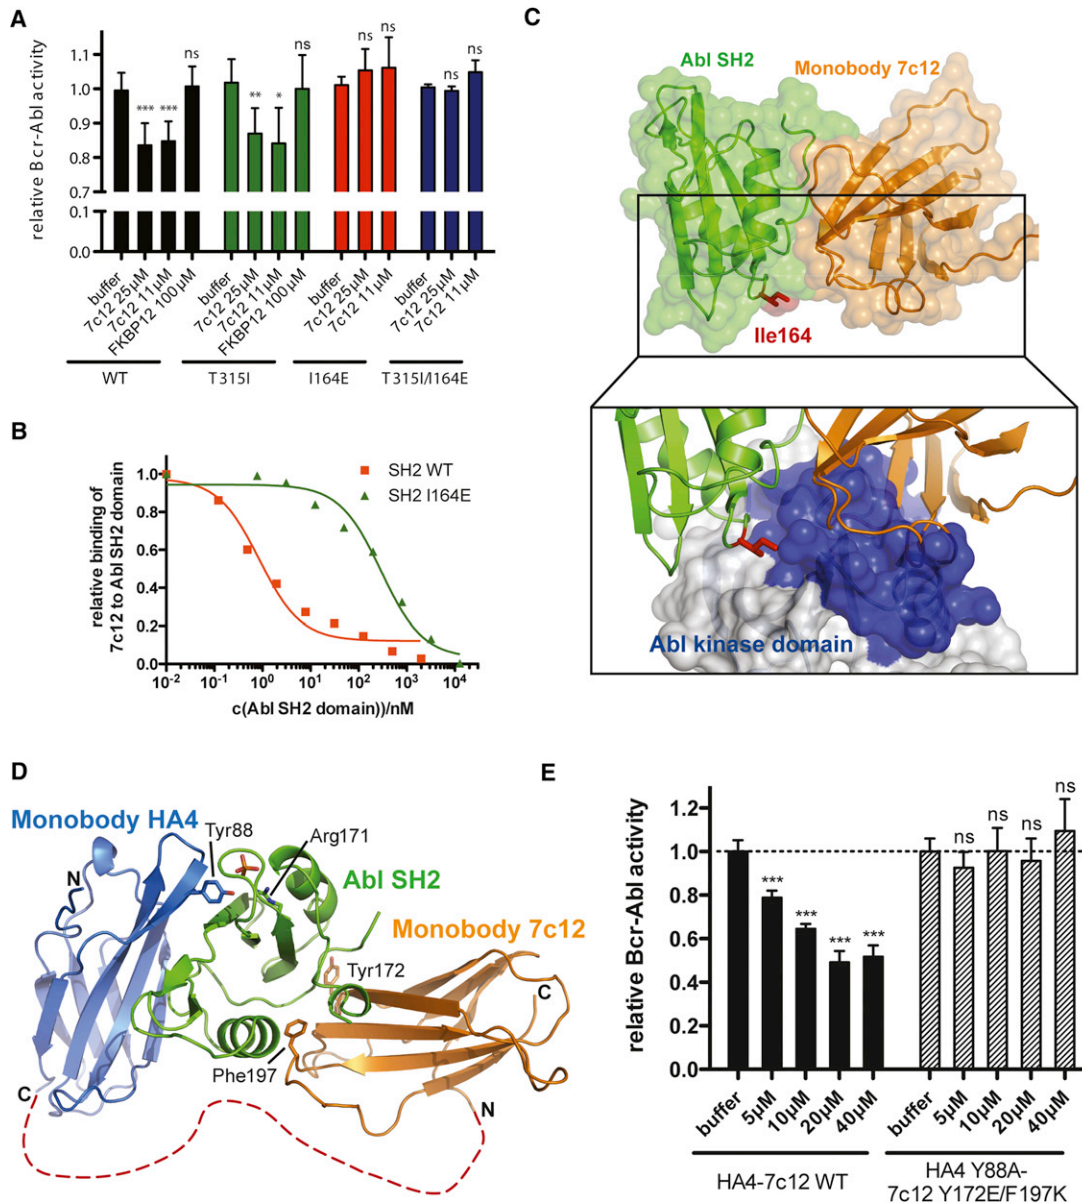 A
relative Bcr-Abl activity
1.1
1.0
0.9
0.8
0.7
0.1
0.0
*** *** ns
** * ns
ns ns
ns ns
buffer
7c12 25µM
7c12 11µM
FKBP12 100µM
buffer
7c12 25µM
7c12 11µM
FKBP12 100µM
buffer
7c12 25µM
7c12 11µM
buffer
7c12 25µM
7c12 11µM
WT T315I I164E T315I/I164E
B
relative binding of
7c12 to Abl SH2 domain
1.0
0.8
0.6
0.4
0.2
0.0
SH2 WT
SH2 I164E
10-2 10-1 100 101 102 103 104
c(Abl SH2 domain))/nM
C
Abl SH2
Monobody 7c12
Ile164
Abl kinase domain
D
Monobody HA4
Tyr88
Arg171
N
Abl SH2
Monobody 7c12
Tyr172
C
Phe197
C
N
E
relative Bcr-Abl activity
1.2
1.0
0.8
0.6
0.4
0.2
0.0
*** *** *** ***
ns ns ns ns
buffer
5µM
10µM
20µM
40µM
buffer
5µM
10µM
20µM
40µM
HA4-7c12 WT
HA4 Y88A-
7c12 Y172E/F197K